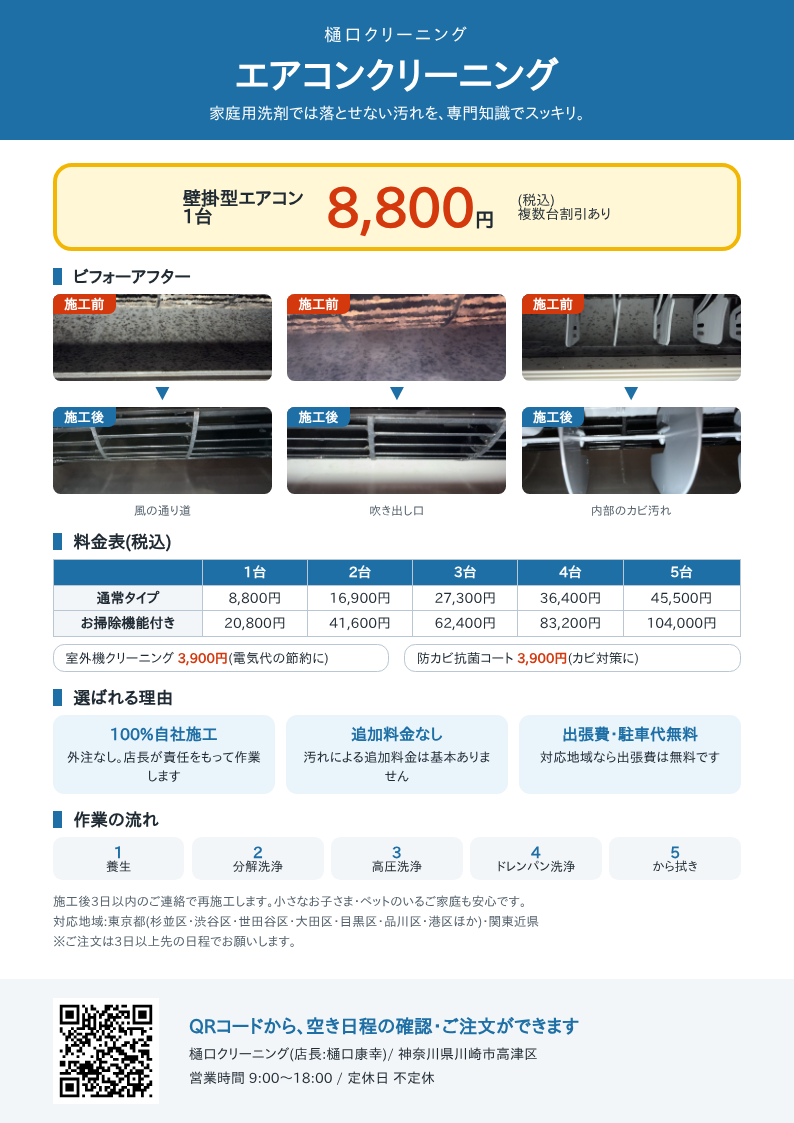 樋口クリーニング
エアコンクリーニング
家庭用洗剤では落とせない汚れを、専門知識でスッキリ。
壁掛型エアコン
1台
8,800円
(税込)
複数台割引あり
ビフォーアフター
施工前 施工前 施工前
▼ ▼ ▼
施工後 施工後 施工後
風の通り道 吹き出し口 内部のカビ汚れ
料金表(税込)
1台 2台 3台 4台 5台
通常タイプ 8,800円 16,900円 27,300円 36,400円 45,500円
お掃除機能付き 20,800円 41,600円 62,400円 83,200円 104,000円
室外機クリーニング 3,900円(電気代の節約に) 防カビ抗菌コート 3,900円(カビ対策に)
選ばれる理由
100%自社施工
外注なし。店長が責任をもって作業
します
追加料金なし
汚れによる追加料金は基本ありま
せん
出張費・駐車代無料
対応地域なら出張費は無料です
作業の流れ
1 2 3 4 5
養生 分解洗浄 高圧洗浄 ドレンパン洗浄 から拭き
施工後3日以内のご連絡で再施工します。小さなお子さま・ペットのいるご家庭も安心です。
対応地域:東京都(杉並区・渋谷区・世田谷区・大田区・目黒区・品川区・港区ほか)・関東近県
※ご注文は3日以上先の日程でお願いします。
QRコードから、空き日程の確認・ご注文ができます
樋口クリーニング(店長:樋口康幸)/ 神奈川県川崎市高津区
営業時間 9:00〜18:00 / 定休日 不定休